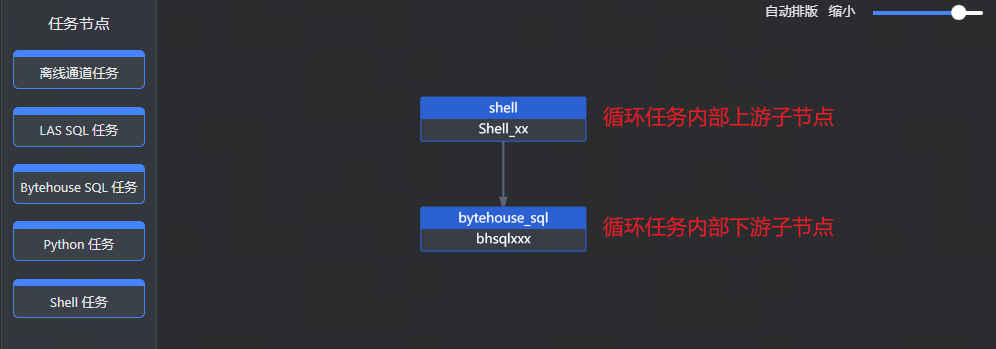 任务节点
离线通道任务
LAS SQL 任务
Bytehouse SQL 任务
Python 任务
Shell 任务
自动排版 缩小
shell
Shell_xx
循环任务内部上游子节点
bytehouse_sql
bhsqlxxx
循环任务内部下游子节点